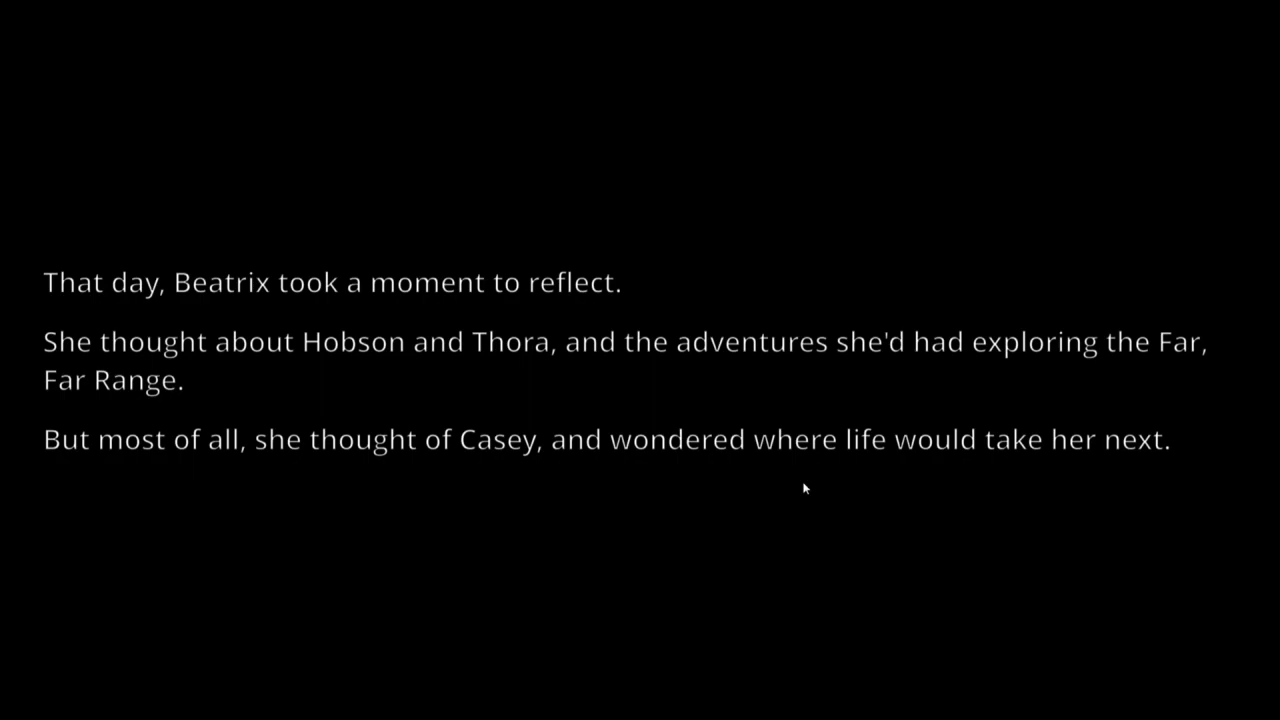 That day, Beatrix took a moment to reflect.
She thought about Hobson and Thora, and the adventures she'd had exploring the Far,
Far Range.
But most of all, she thought of Casey, and wondered where life would take her next.